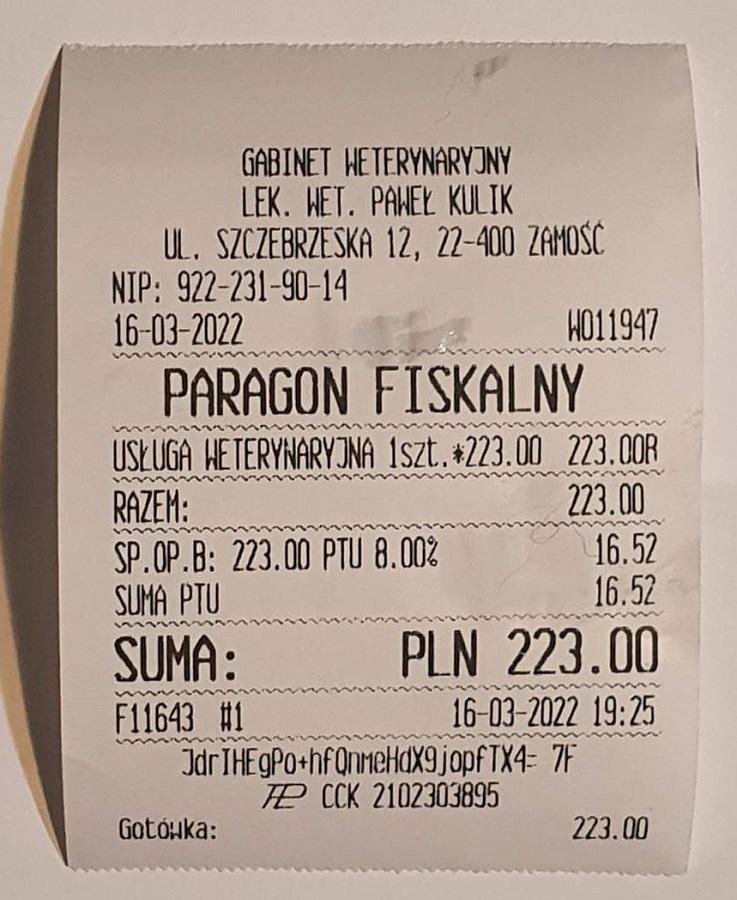 GABINET WETERYNARYJNY
LEK. WET. PAWEŁ KULIK
UL. SZCZEBRZESKA 12, 22-400 ZAMOŚĆ
NIP: 922-231-90-14
16-03-2022 W011947
PARAGON FISKALNY
USŁUGA WETERYNARYJNA 1szt.*223.00 223.00R
RAZEM: 223.00
SP.OP.B: 223.00 PTU 8.00% 16.52
SUMA PTU 16.52
SUMA: PLN 223.00
F11643 #1 16-03-2022 19:25
JdrIHEgPo+hfQnmeHdX9jopfTX4= 7F
CCK 2102303895
Gotówka: 223.00